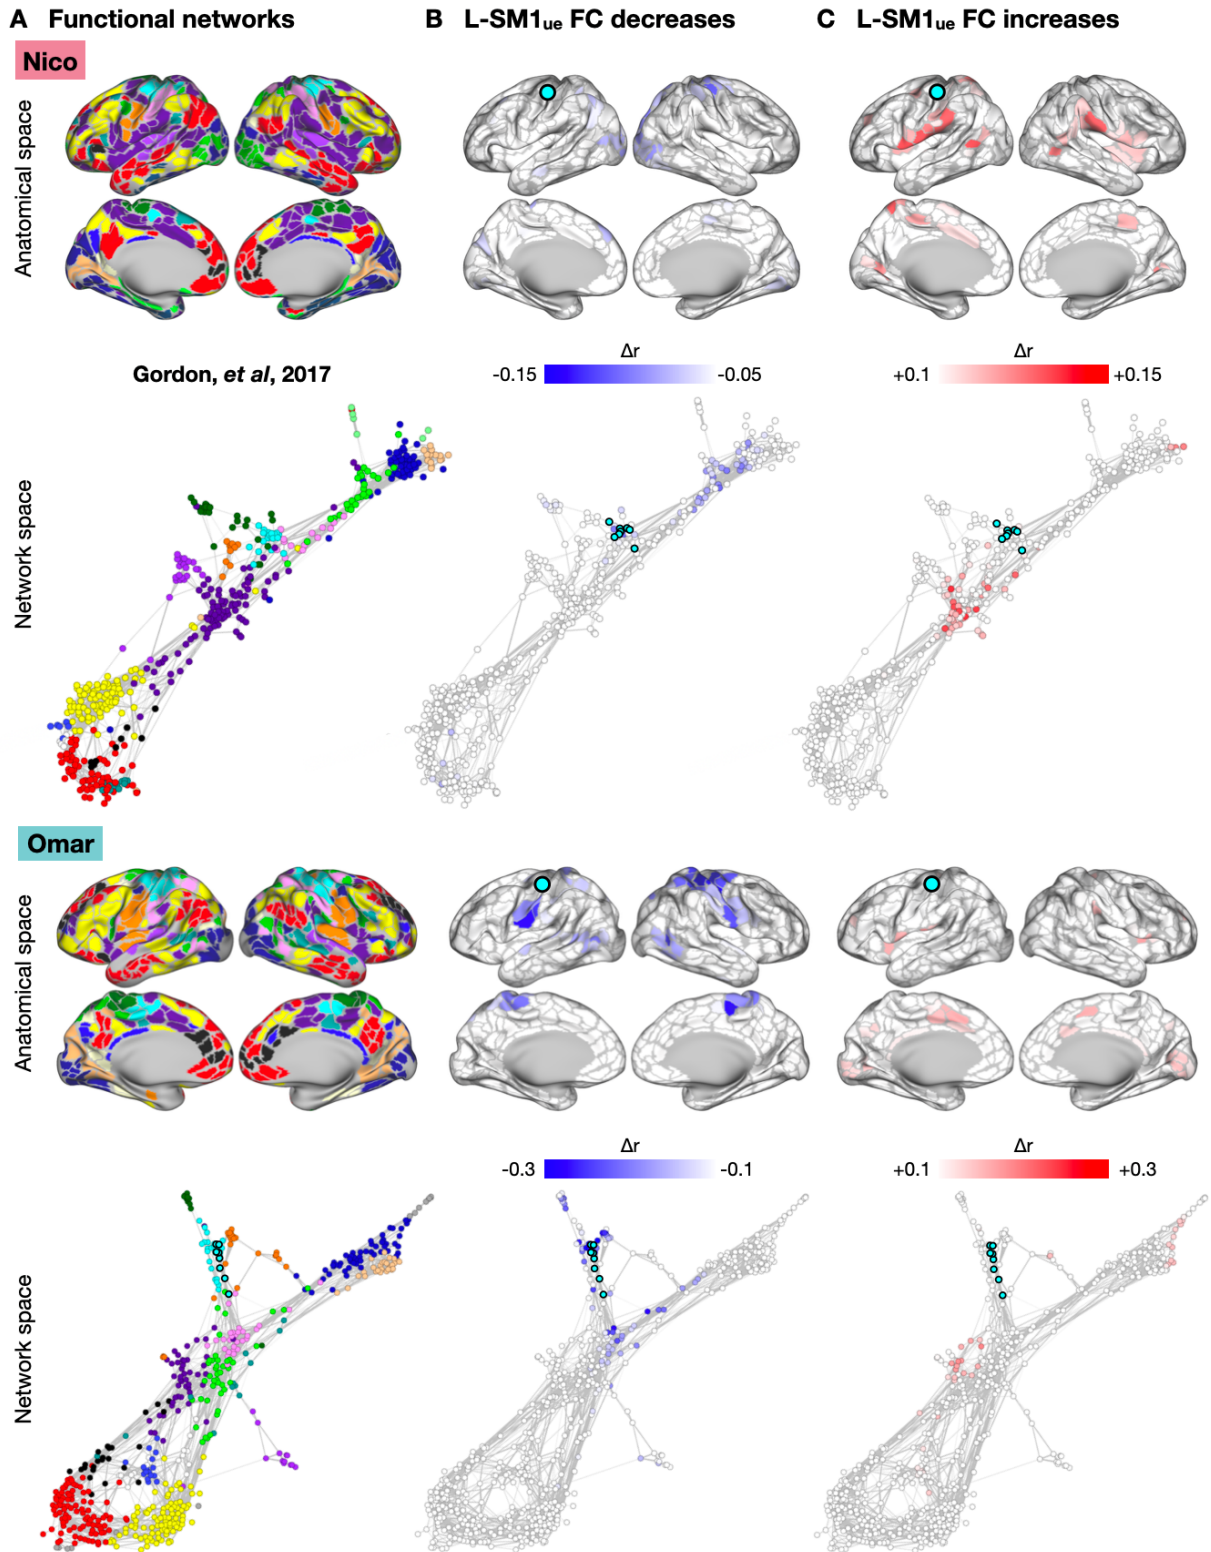 A Functional networks
B L-SM1ue FC decreases
C L-SM1ue FC increases
Nico
Anatomical space
Δr
-0.15 -0.05
Δr
+0.1 +0.15
Gordon, et al, 2017
Network space
Omar
Anatomical space
Δr
-0.3 -0.1
Δr
+0.1 +0.3
Network space